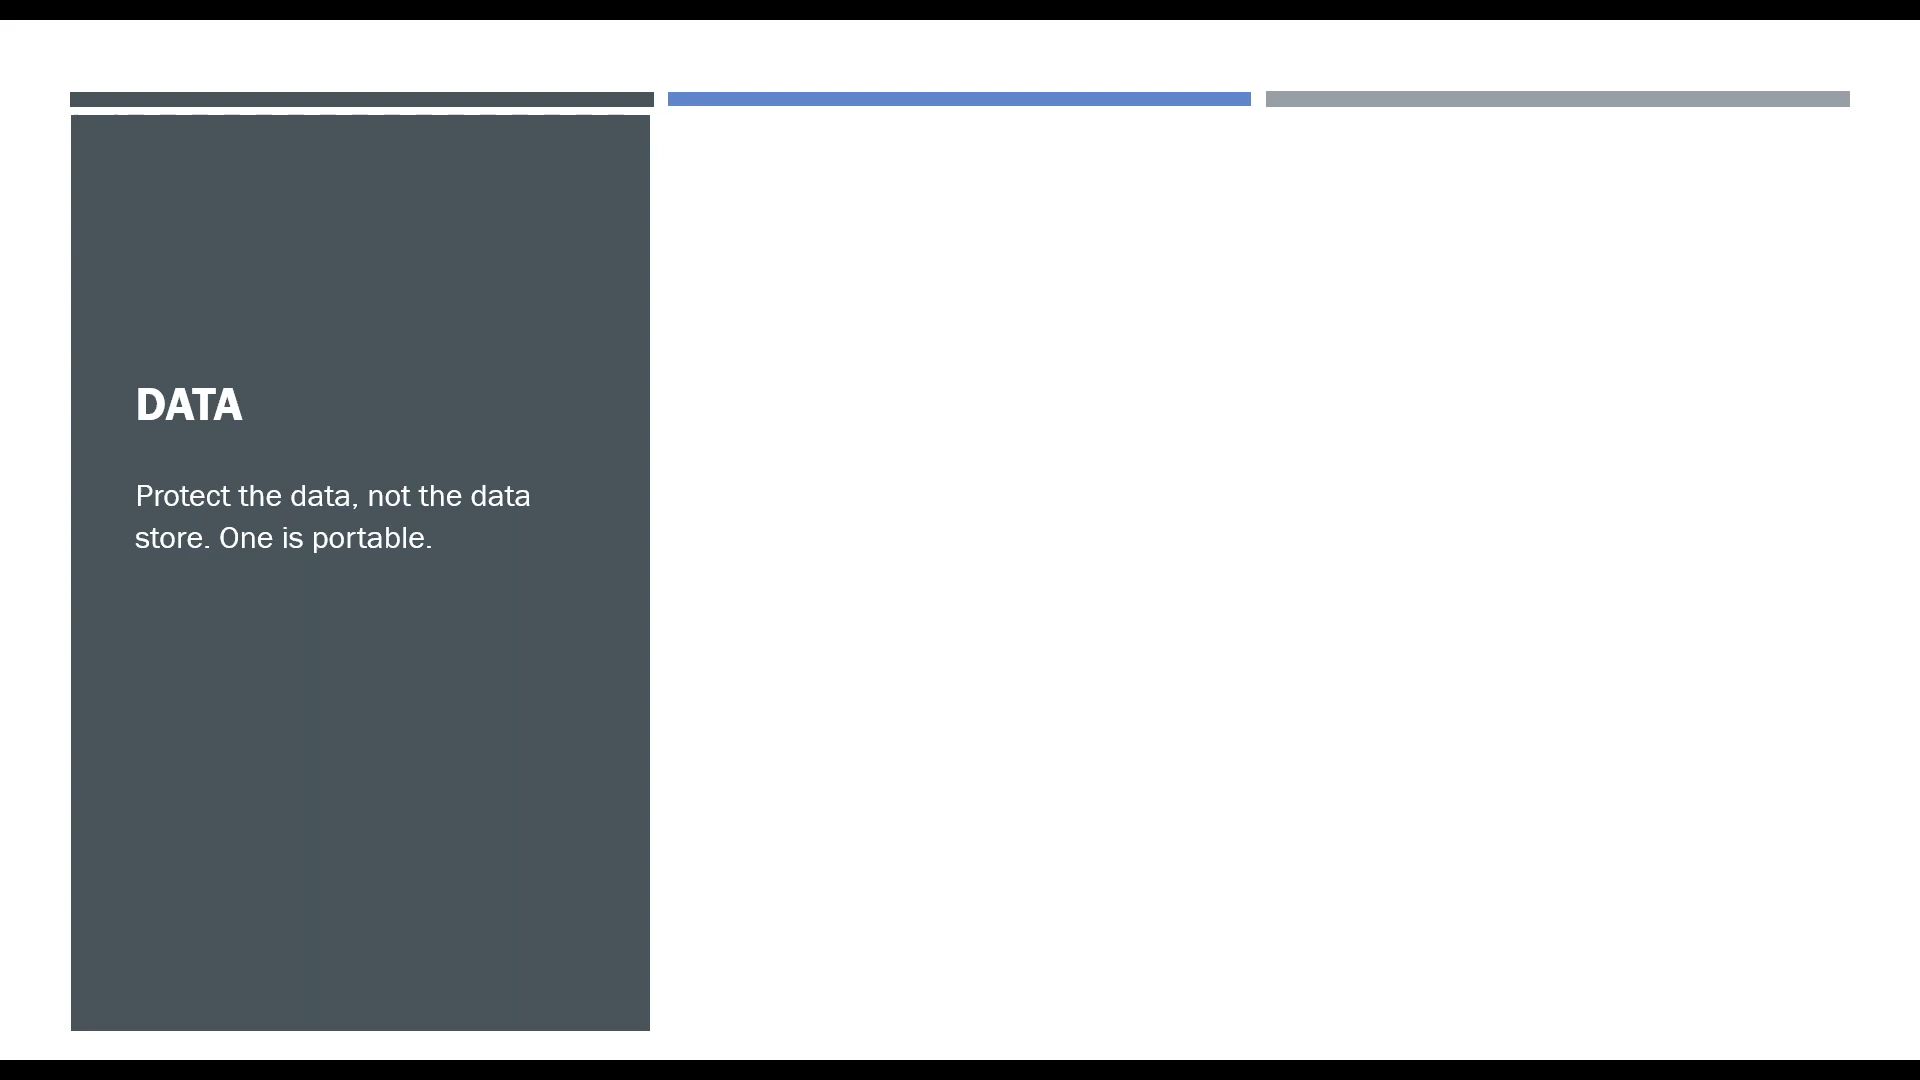 DATA
Protect the data, not the data
store. One is portable.